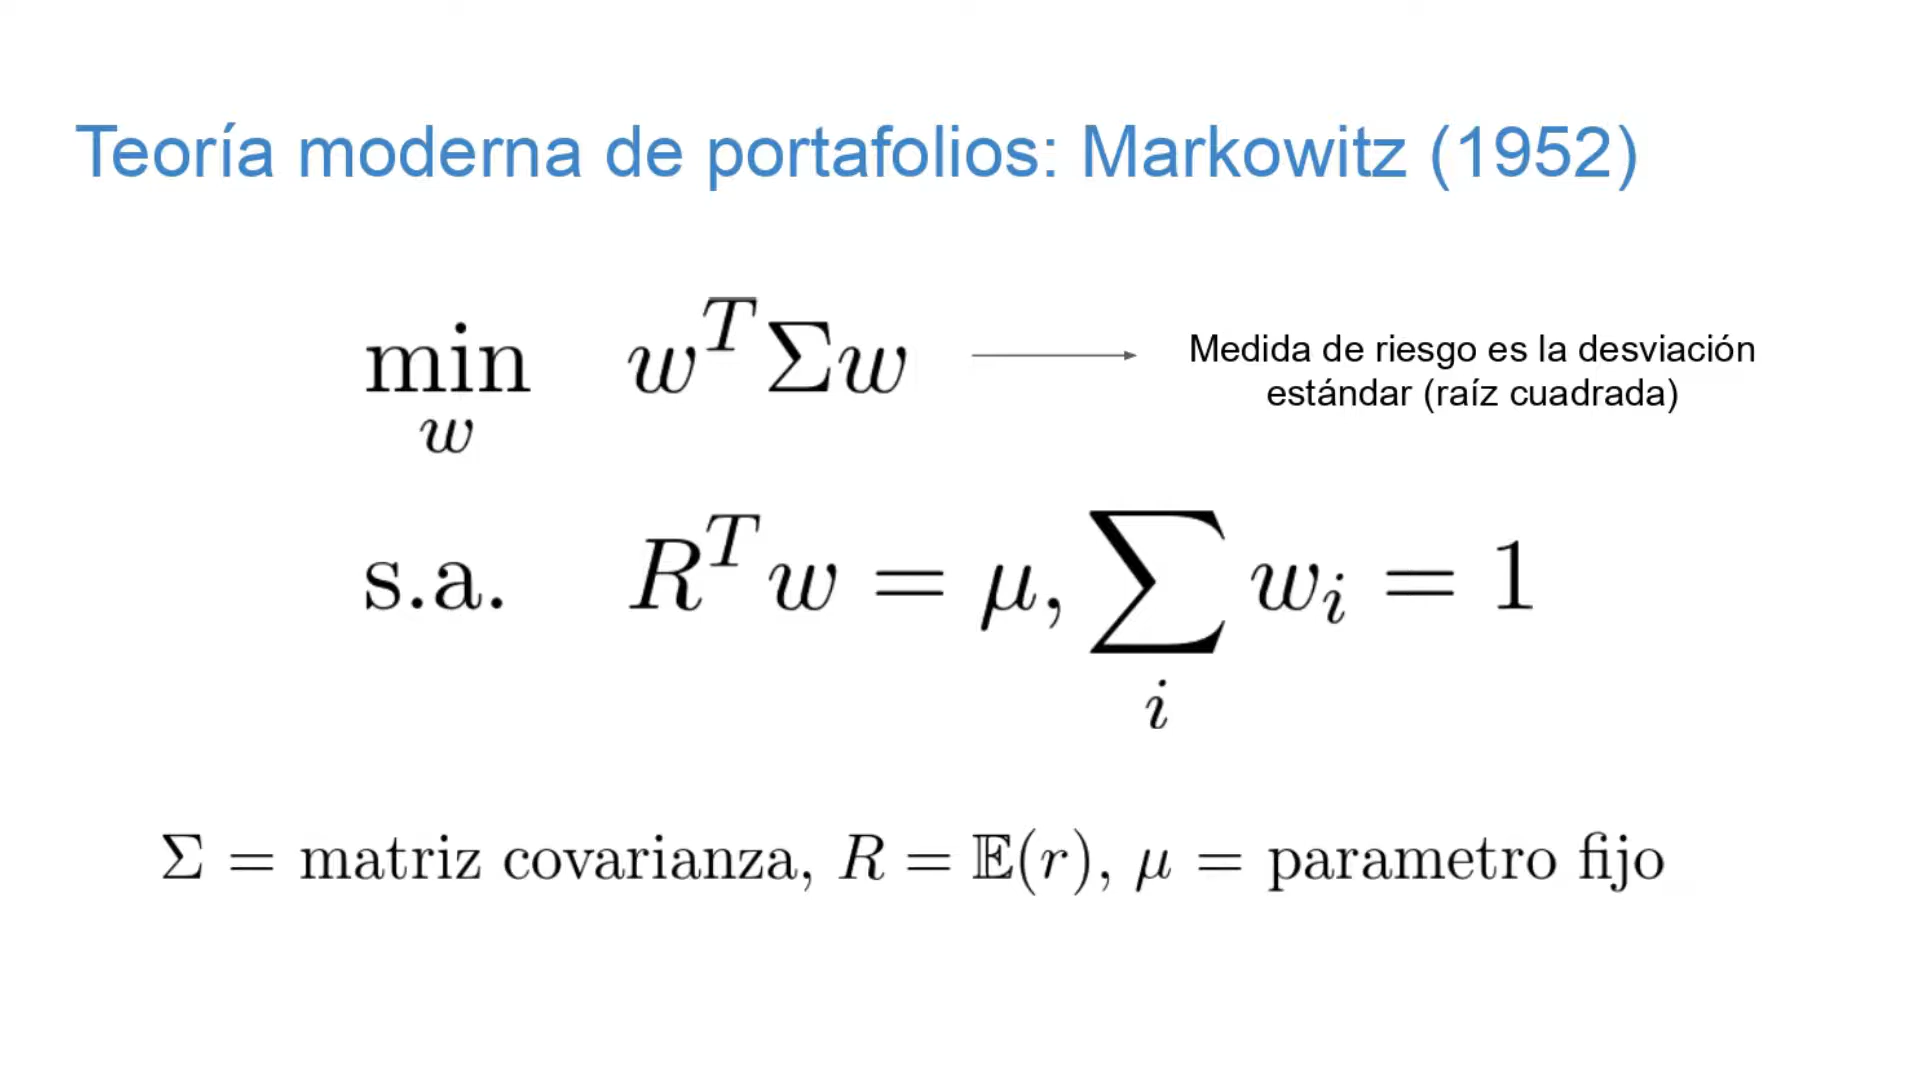 Teoría moderna de portafolios: Markowitz (1952)
min w w^T Σ w
Medida de riesgo es la desviación
estándar (raíz cuadrada)
s.a. R^T w = μ, ∑ i w_i = 1
Σ = matriz covarianza, R = 𝔼(r), μ = parametro fijo